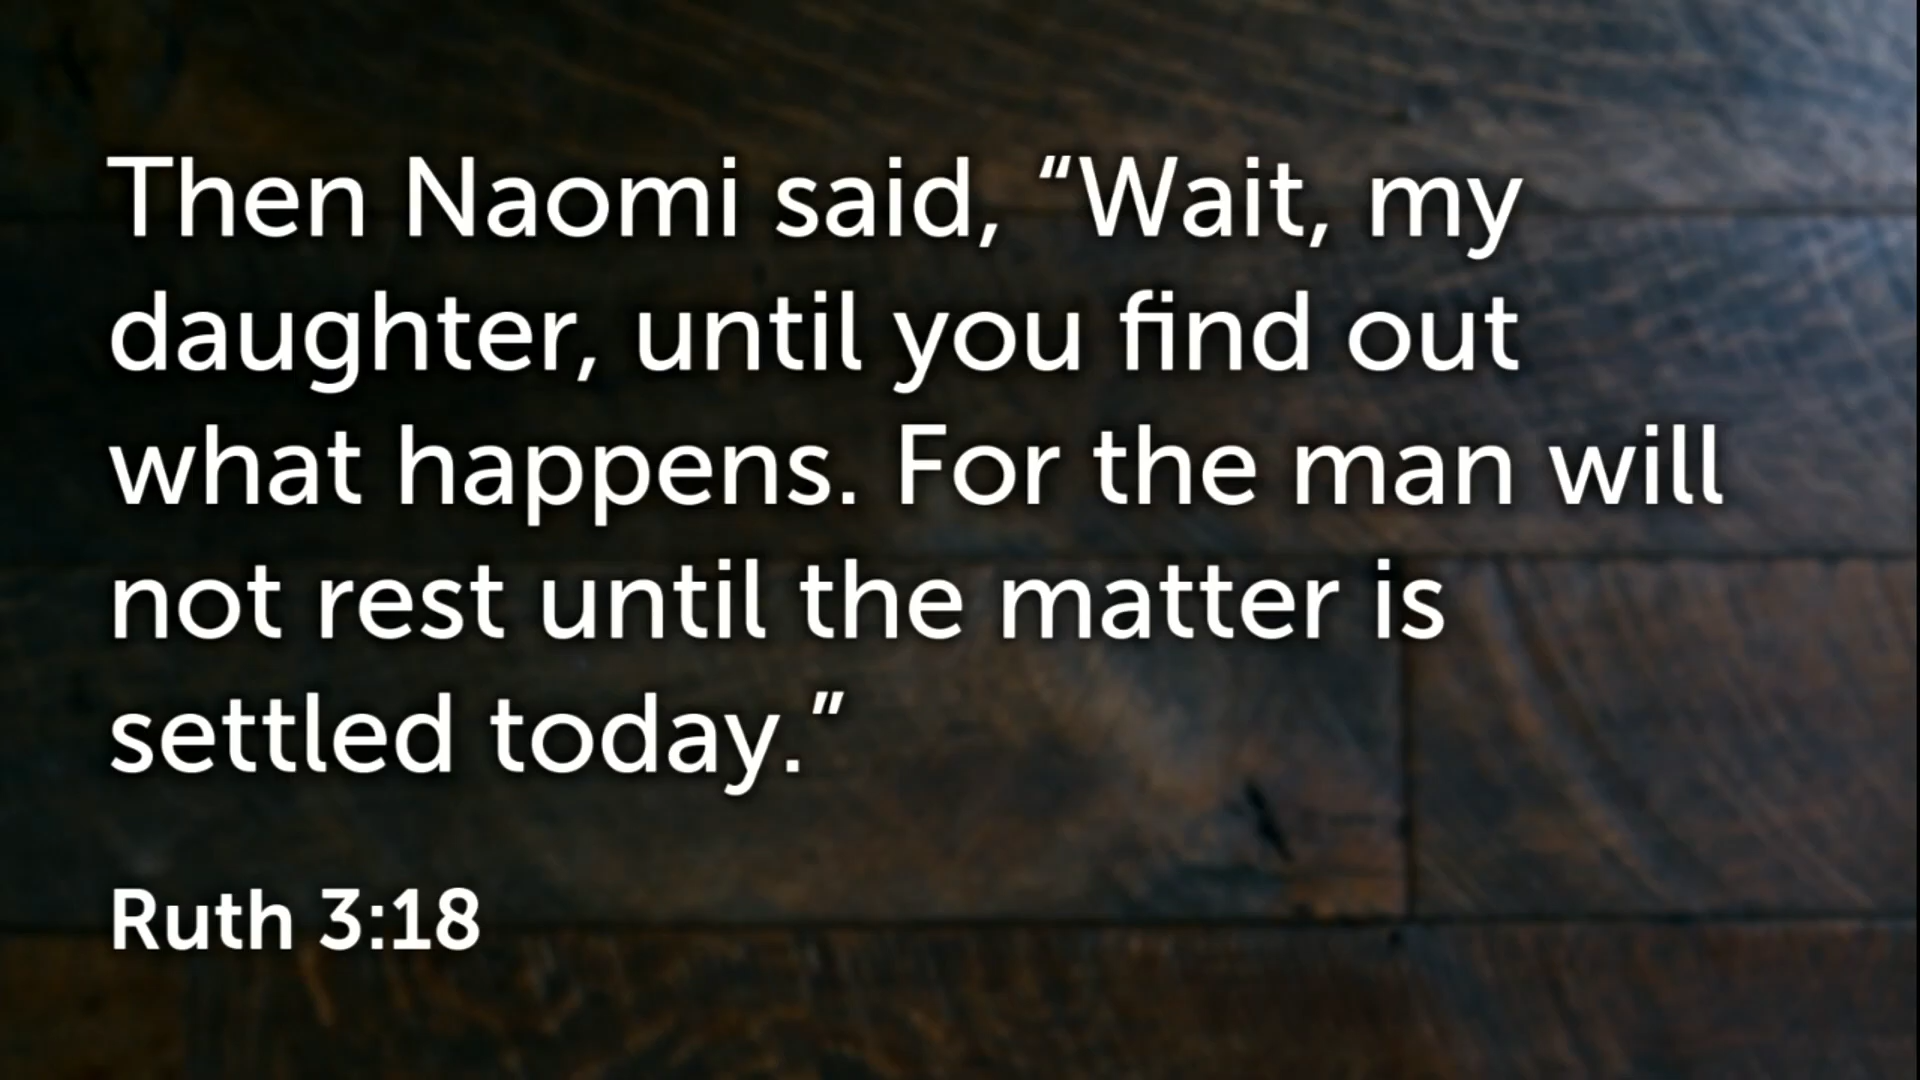 Then Naomi said, “Wait, my
daughter, until you find out
what happens. For the man will
not rest until the matter is
settled today.”
Ruth 3:18